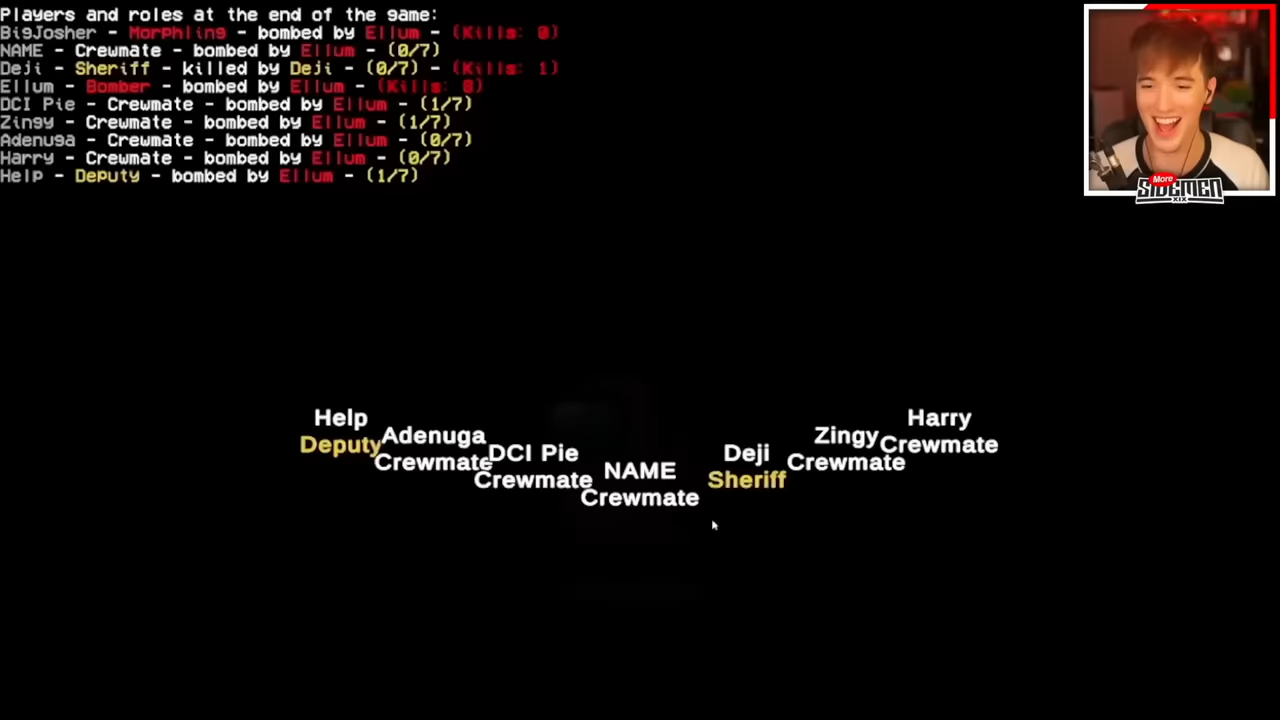 Players and roles at the end of the game:
BigJosher - Morphling - bombed by Ellum - (Kills: 0)
NAME - Crewmate - bombed by Ellum - (0/7)
Deji - Sheriff - killed by Deji - (0/7) - (Kills: 1)
Ellum - Bomber - bombed by Ellum - (Kills: 8)
DCI Pie - Crewmate - bombed by Ellum - (1/7)
Zingy - Crewmate - bombed by Ellum - (1/7)
Adenuga - Crewmate - bombed by Ellum - (0/7)
Harry - Crewmate - bombed by Ellum - (0/7)
Help - Deputy - bombed by Ellum - (1/7)
More
SIDEMEN
XIX
Help
Deputy
Adenuga
Crewmate
DCI Pie
Crewmate
NAME
Crewmate
Deji
Sheriff
Zingy
Crewmate
Harry
Crewmate